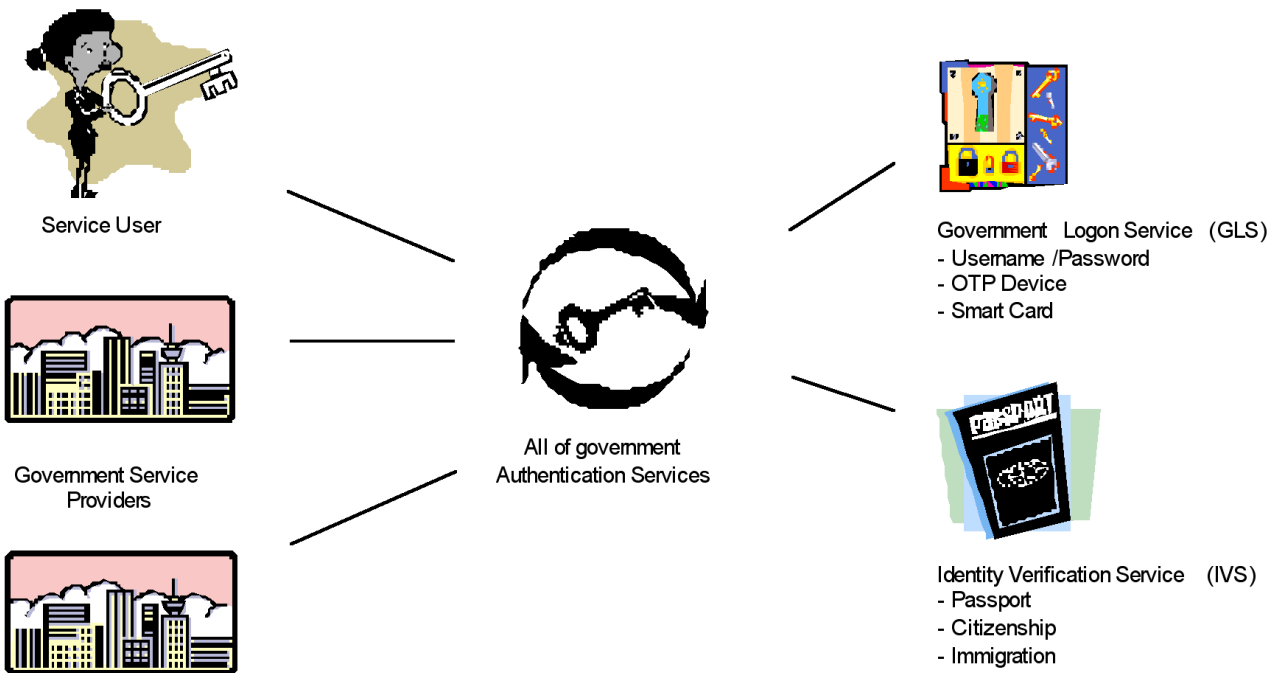 Service User
Government Service
Providers
All of government
Authentication Services
Government Logon Service (GLS)
- Username /Password
- OTP Device
- Smart Card
PASSPORT
Identity Verification Service (IVS)
- Passport
- Citizenship
- Immigration